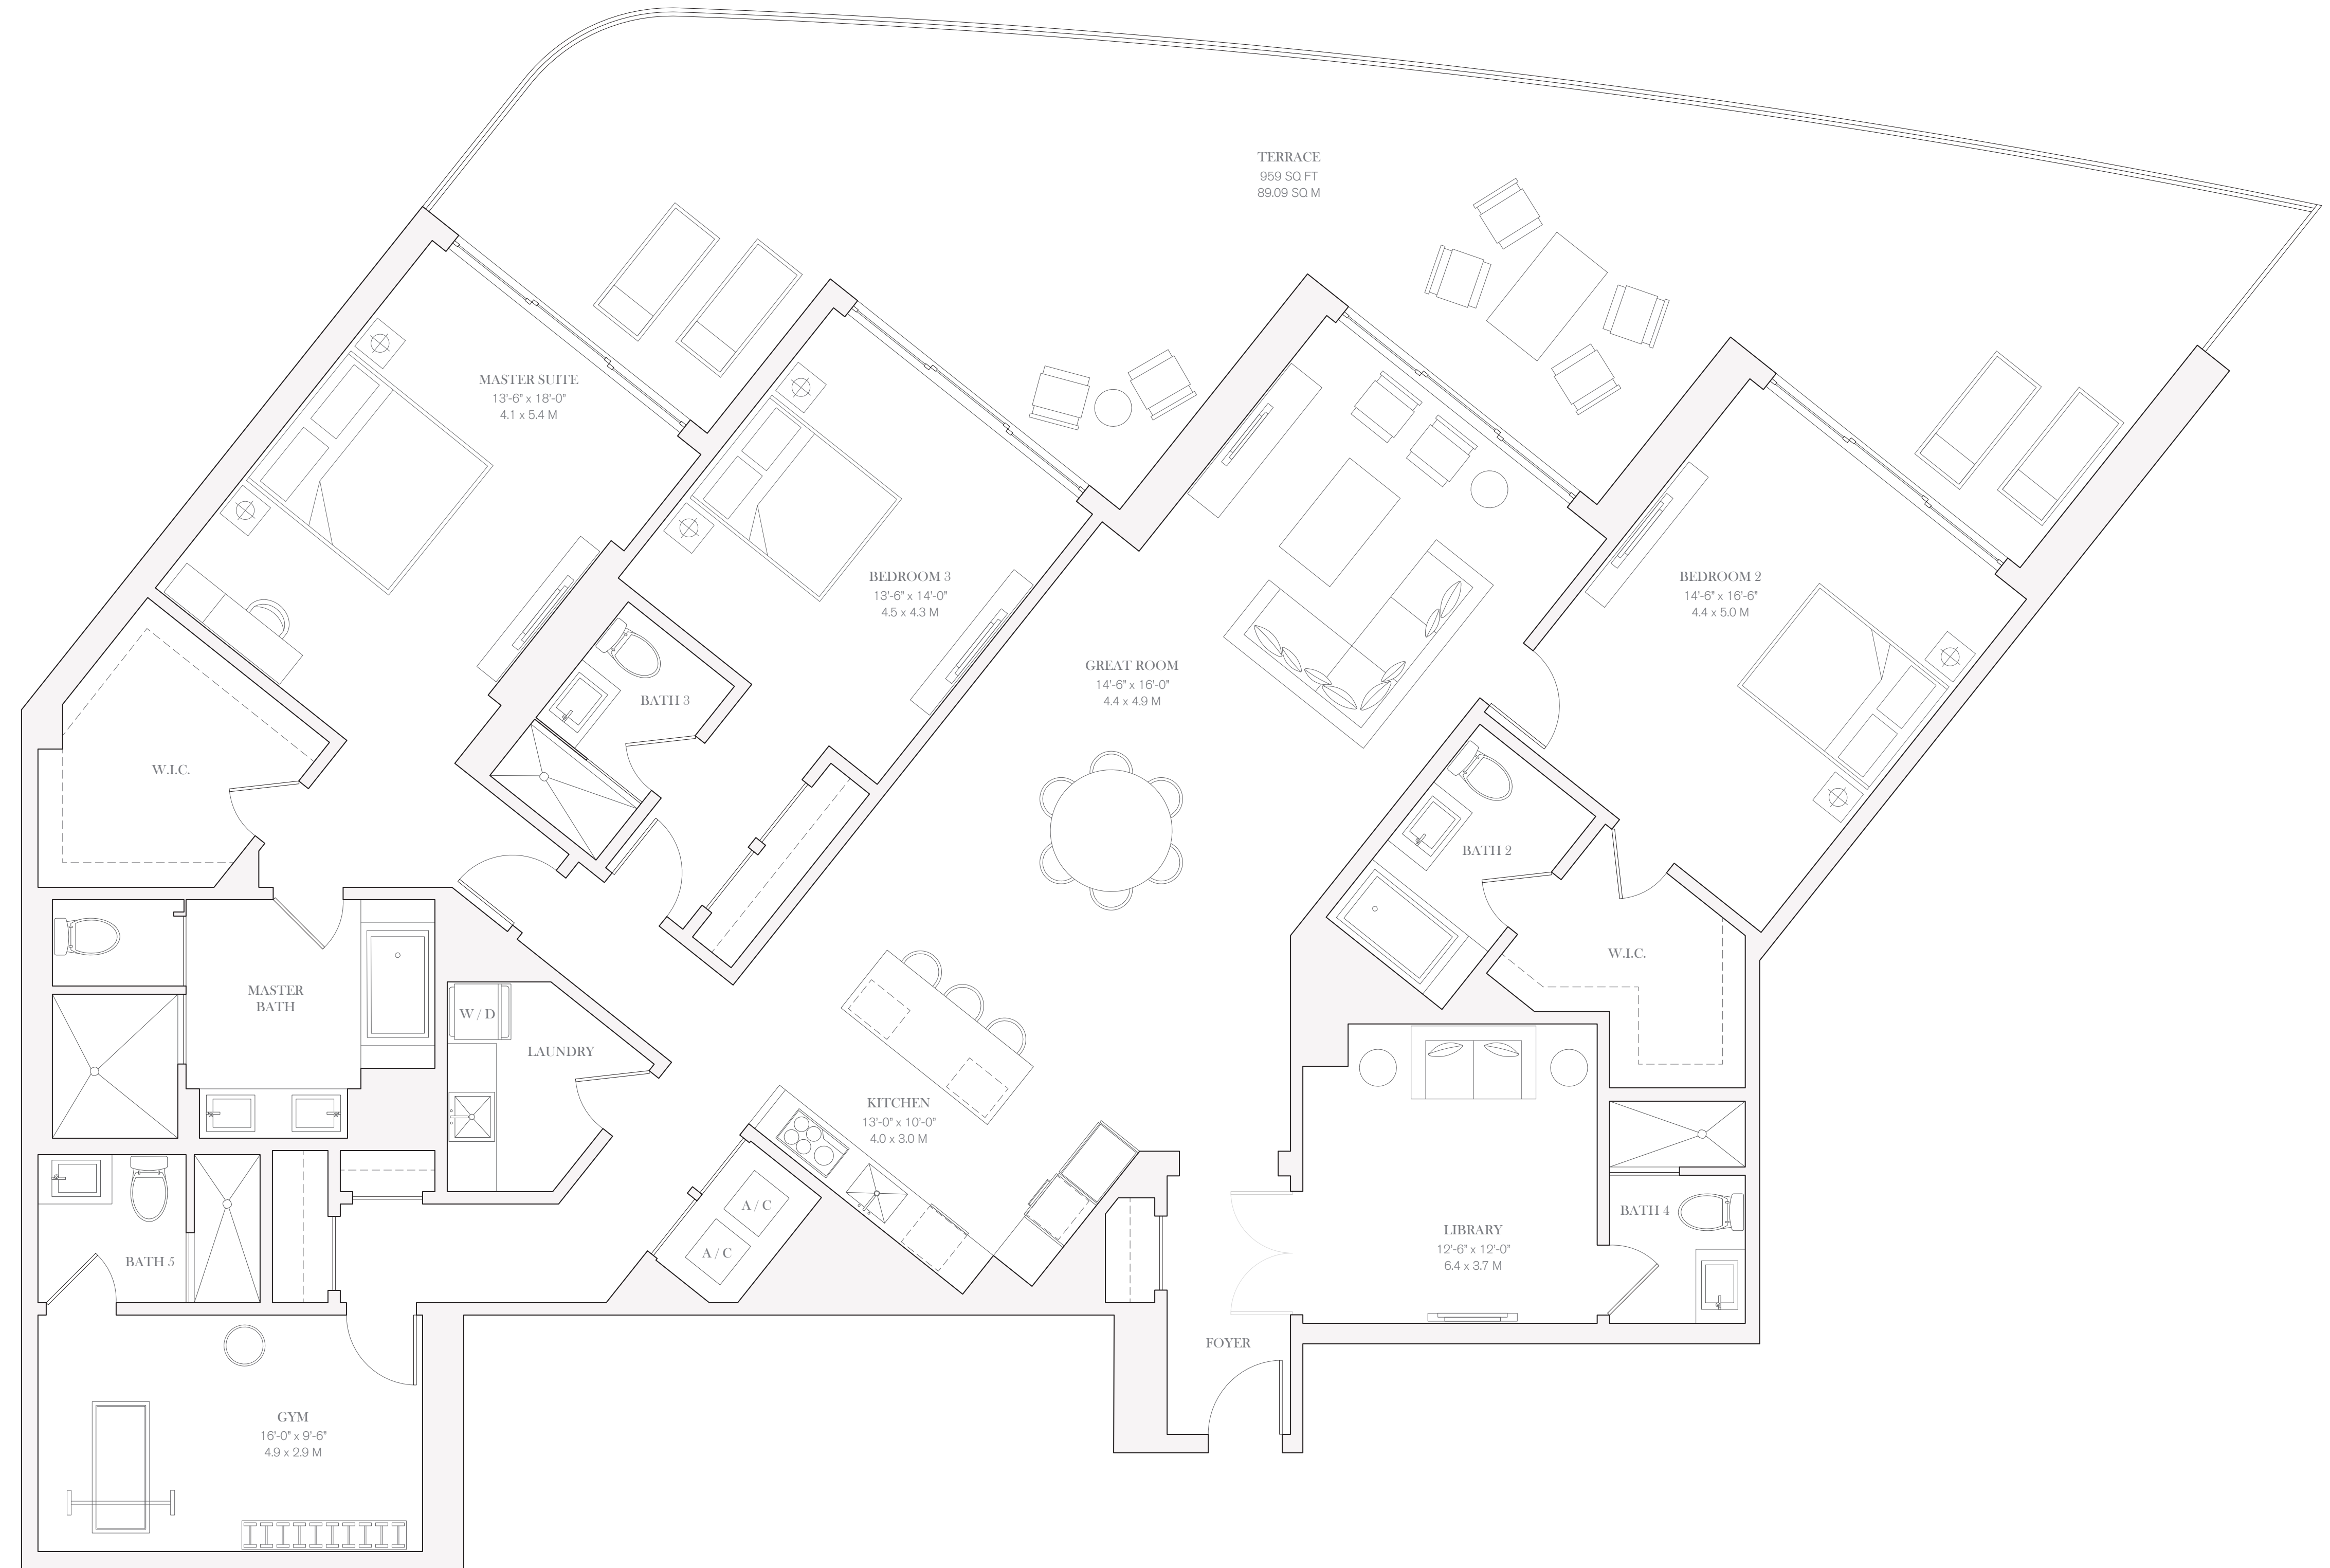 TERRACE
959 SQ FT
89.09 SQ M
MASTER SUITE
13'-6" x 18'-0"
4.1 x 5.4 M
BEDROOM 3
13'-6" x 14'-0"
4.5 x 4.3 M
BEDROOM 2
14'-6" x 16'-6"
4.4 x 5.0 M
GREAT ROOM
14'-6" x 16'-0"
4.4 x 4.9 M
BATH 3
W.I.C.
BATH 2
W.I.C.
MASTER
BATH
W / D
LAUNDRY
KITCHEN
13'-0" x 10'-0"
4.0 x 3.0 M
A / C
A / C
BATH 4
LIBRARY
12'-6" x 12'-0"
6.4 x 3.7 M
BATH 5
FOYER
GYM
16'-0" x 9'-6"
4.9 x 2.9 M